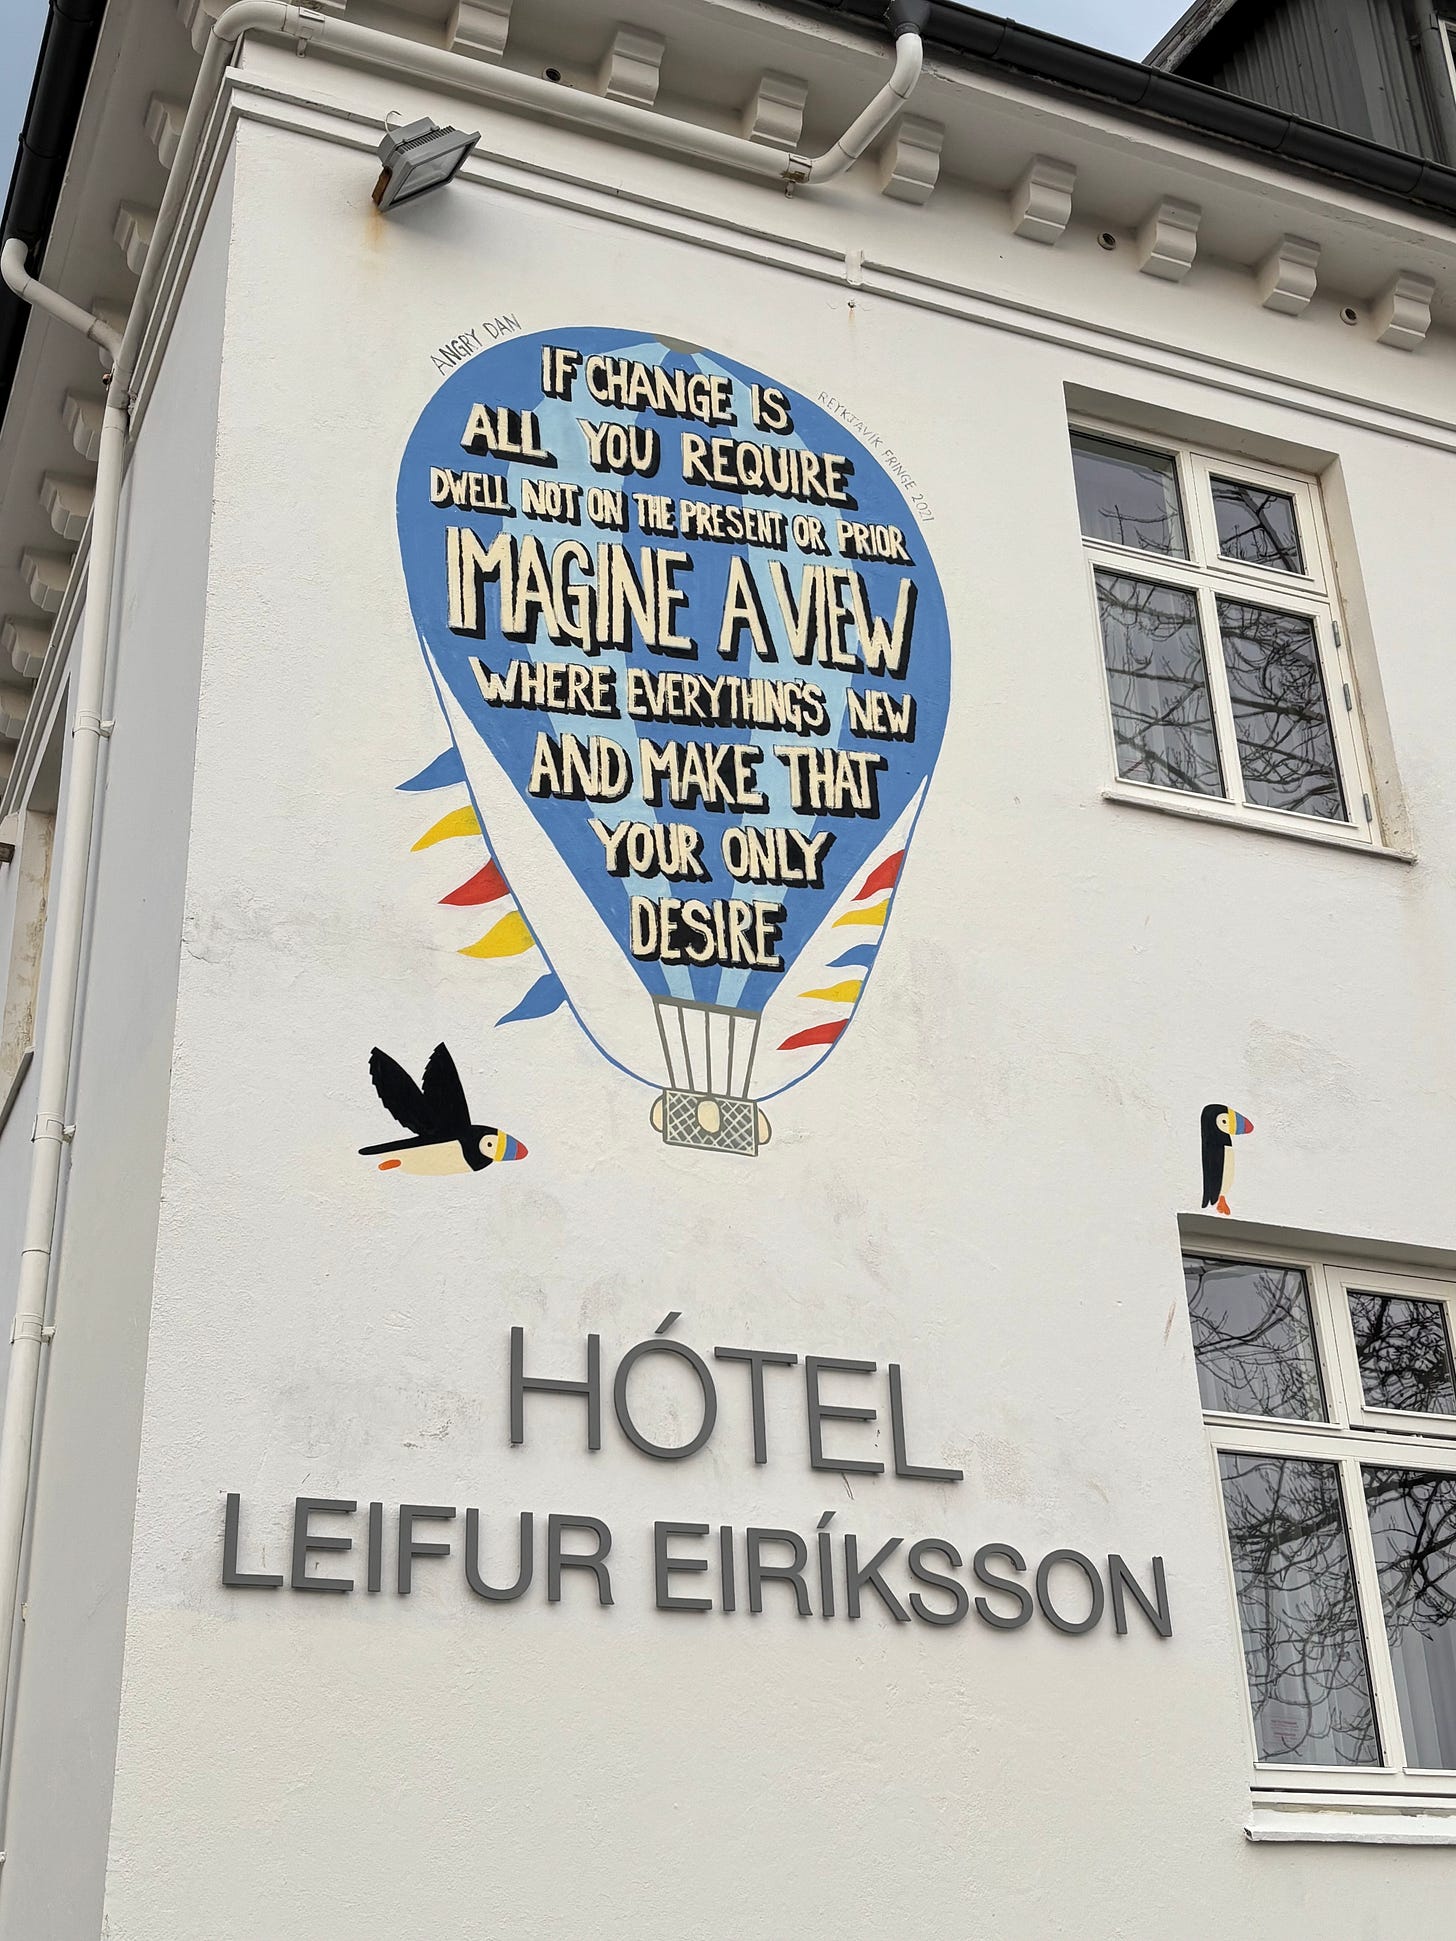 ANGRY DAN
REYKJAVIK FRINGE 2021
IF CHANGE IS
ALL YOU REQUIRE
DWELL NOT ON THE PRESENT OR PRIOR
IMAGINE A VIEW
WHERE EVERYTHING'S NEW
AND MAKE THAT
YOUR ONLY
DESIRE
HÓTEL
LEIFUR EIRÍKSSON